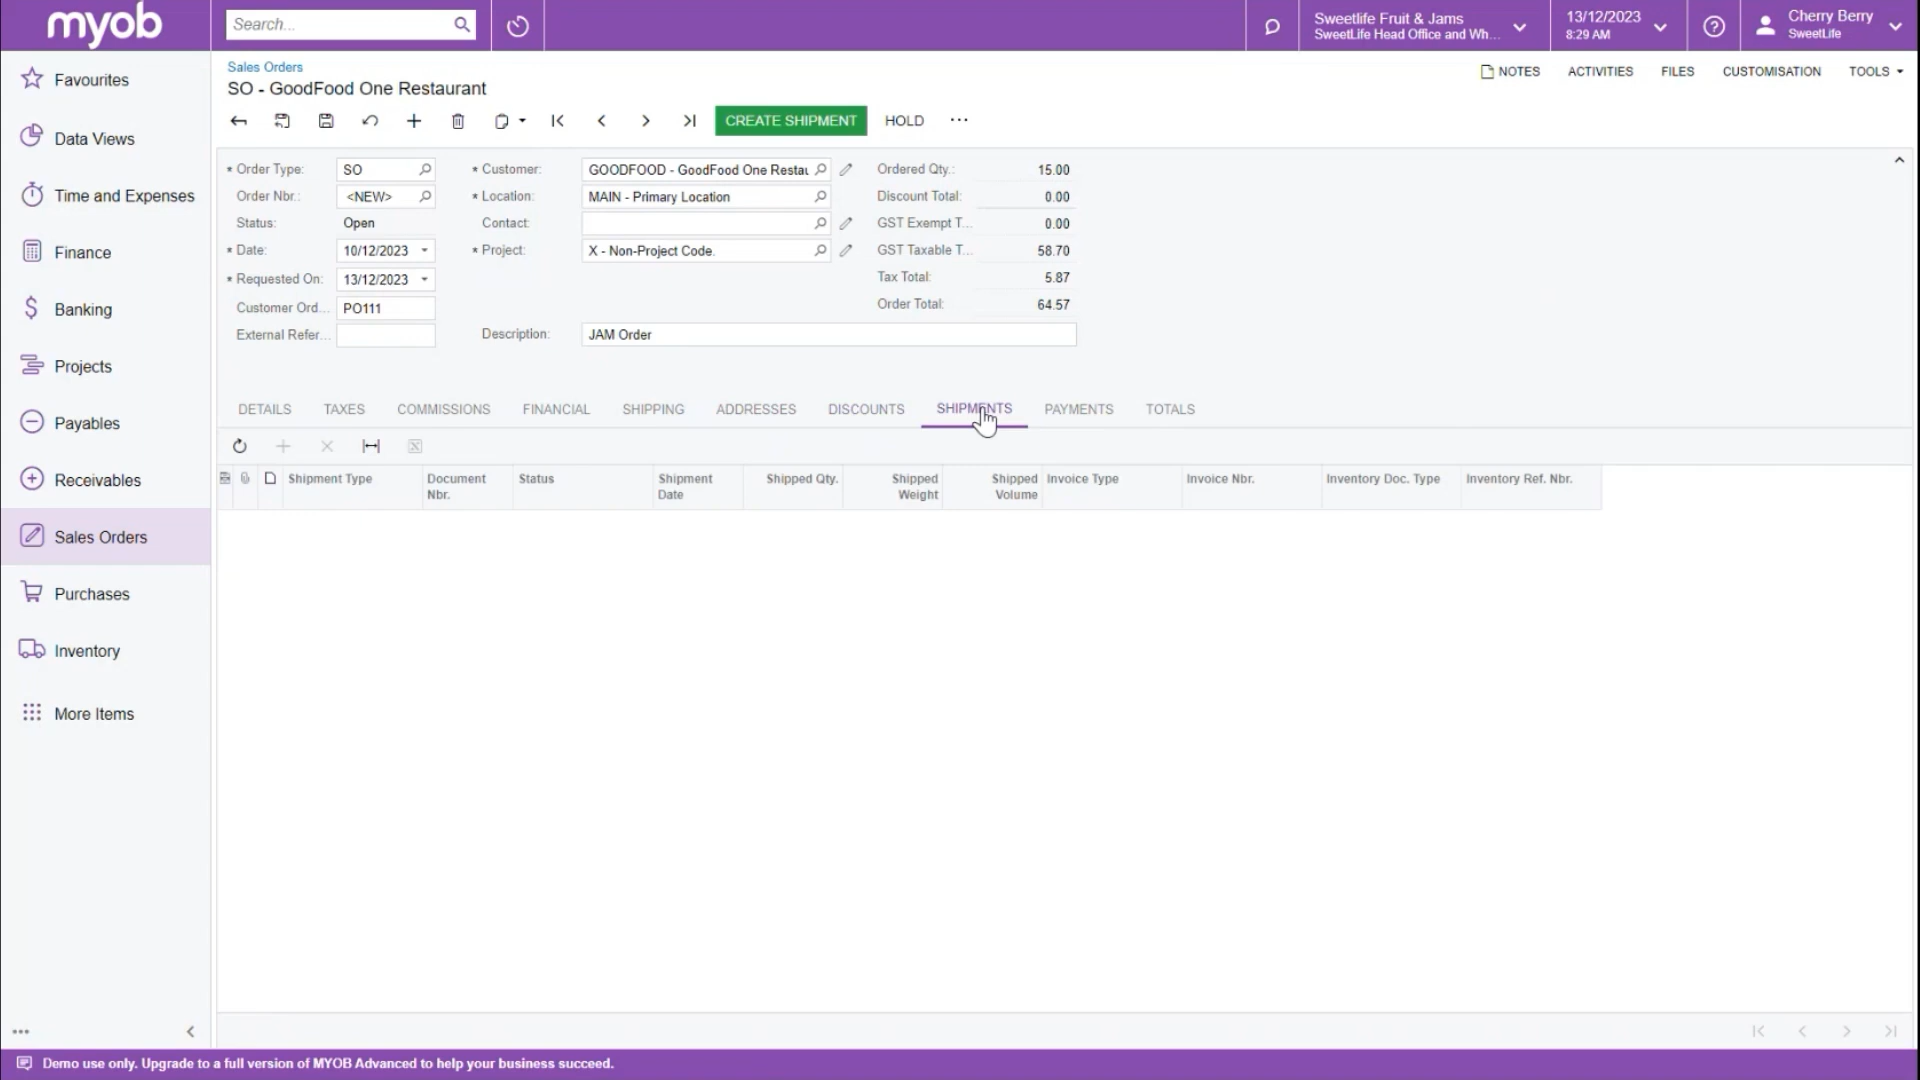 myob
Search...
Sweetlife Fruit & Jams
SweetLife Head Office and Wh...
13/12/2023
8:29 AM
Cherry Berry
SweetLife
Favourites
Data Views
Time and Expenses
Finance
Banking
Projects
Payables
Receivables
Sales Orders
Purchases
Inventory
More Items
Sales Orders
SO - GoodFood One Restaurant
NOTES
ACTIVITIES
FILES
CUSTOMISATION
TOOLS
CREATE SHIPMENT
HOLD
* Order Type: SO
Order Nbr.: <NEW>
Status: Open
* Date: 10/12/2023
* Requested On: 13/12/2023
Customer Ord... PO111
External Refer...
* Customer: GOODFOOD - GoodFood One Restau
* Location: MAIN - Primary Location
Contact:
* Project: X - Non-Project Code.
Description: JAM Order
Ordered Qty.: 15.00
Discount Total: 0.00
GST Exempt T... 0.00
GST Taxable T... 58.70
Tax Total: 5.87
Order Total: 64.57
DETAILS
TAXES
COMMISSIONS
FINANCIAL
SHIPPING
ADDRESSES
DISCOUNTS
SHIPMENTS
PAYMENTS
TOTALS
Shipment Type
Document
Nbr.
Status
Shipment
Date
Shipped Qty.
Shipped
Weight
Shipped
Volume
Invoice Type
Invoice Nbr.
Inventory Doc. Type
Inventory Ref. Nbr.
Demo use only. Upgrade to a full version of MYOB Advanced to help your business succeed.